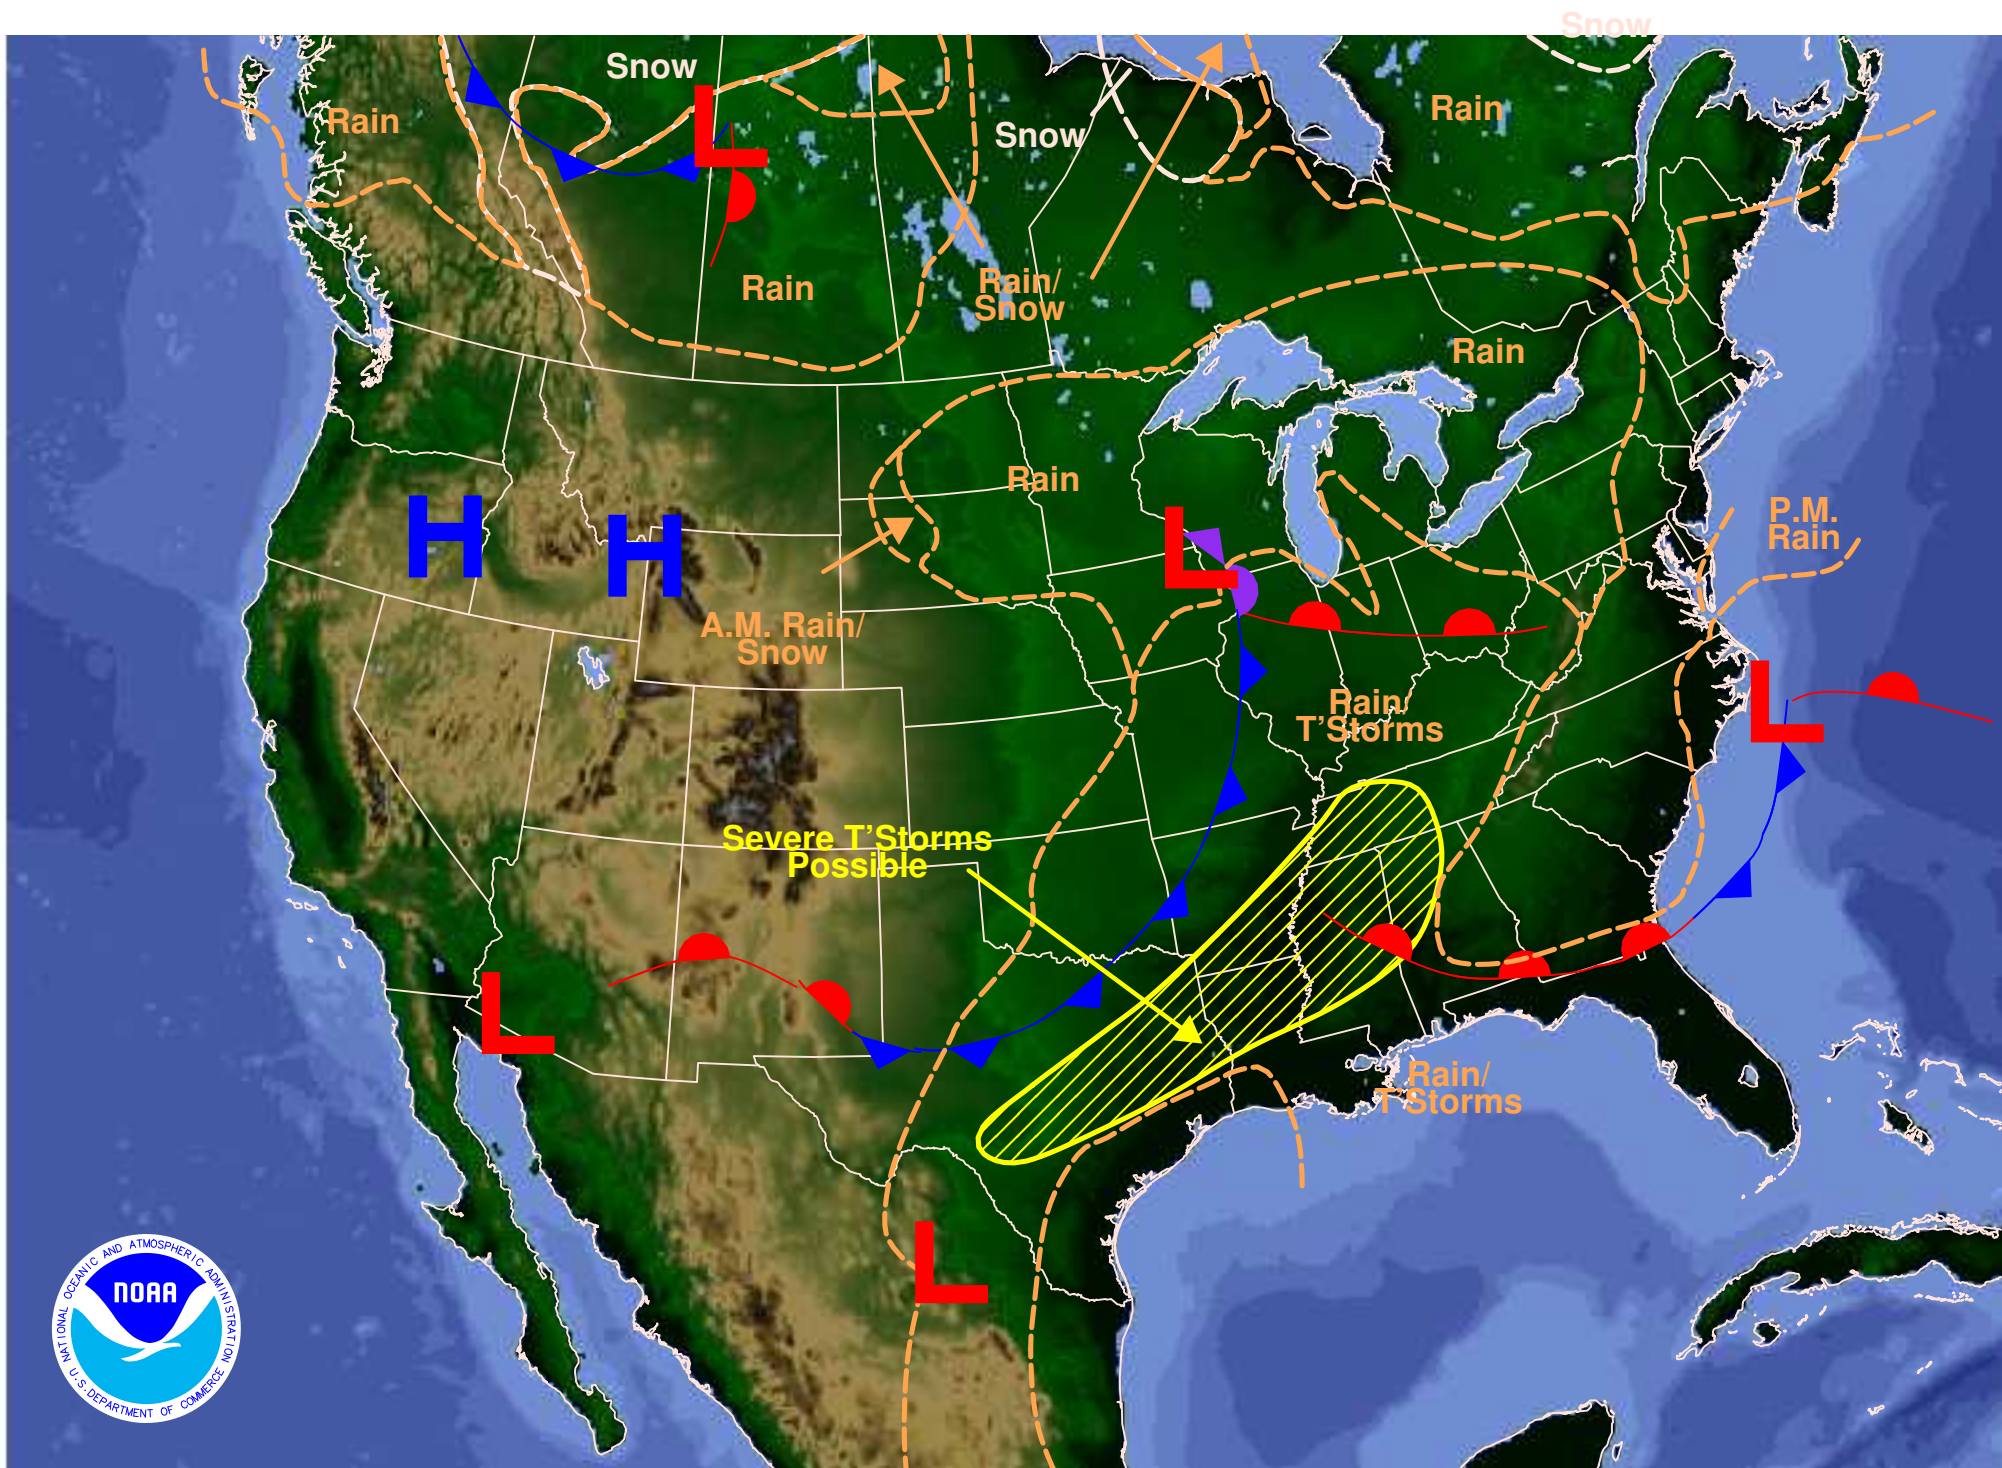 Snow
Snow
Rain
Rain
Snow
Rain
Rain/
Snow
Rain
Rain
P.M.
Rain
H
H
L
L
A.M. Rain/
Snow
Rain/
T'Storms
L
Severe T'Storms
Possible
L
Rain/
T'Storms
L
NATIONAL OCEANIC AND ATMOSPHERIC ADMINISTRATION
NOAA
U.S. DEPARTMENT OF COMMERCE
L